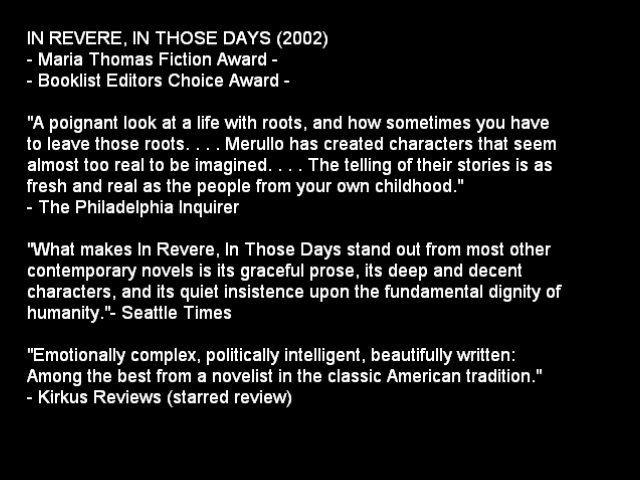 IN REVERE, IN THOSE DAYS (2002)
- Maria Thomas Fiction Award -
- Booklist Editors Choice Award -
"A poignant look at a life with roots, and how sometimes you have
to leave those roots. . . . Merullo has created characters that seem
almost too real to be imagined. . . . The telling of their stories is as
fresh and real as the people from your own childhood."
- The Philadelphia Inquirer
"What makes In Revere, In Those Days stand out from most other
contemporary novels is its graceful prose, its deep and decent
characters, and its quiet insistence upon the fundamental dignity of
humanity."- Seattle Times
"Emotionally complex, politically intelligent, beautifully written:
Among the best from a novelist in the classic American tradition."
- Kirkus Reviews (starred review)